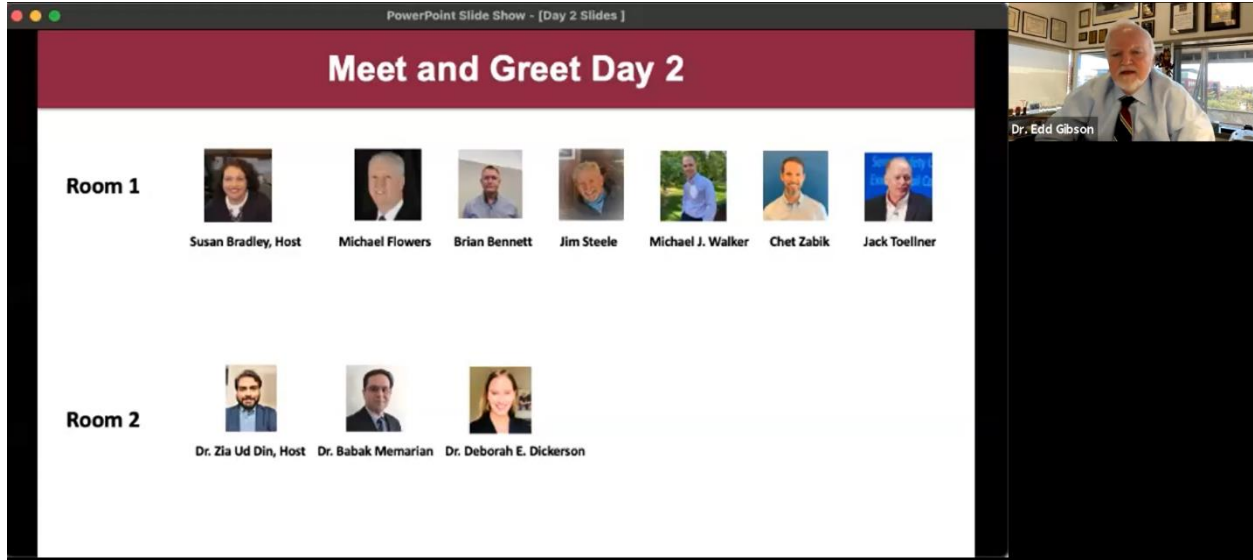 PowerPoint Slide Show - [Day 2 Slides ]
Meet and Greet Day 2
Dr. Edd Gibson
Room 1
Susan Bradley, Host Michael Flowers Brian Bennett Jim Steele Michael J. Walker Chet Zabik Jack Toellner
Room 2
Dr. Zia Ud Din, Host Dr. Babak Memarian Dr. Deborah E. Dickerson